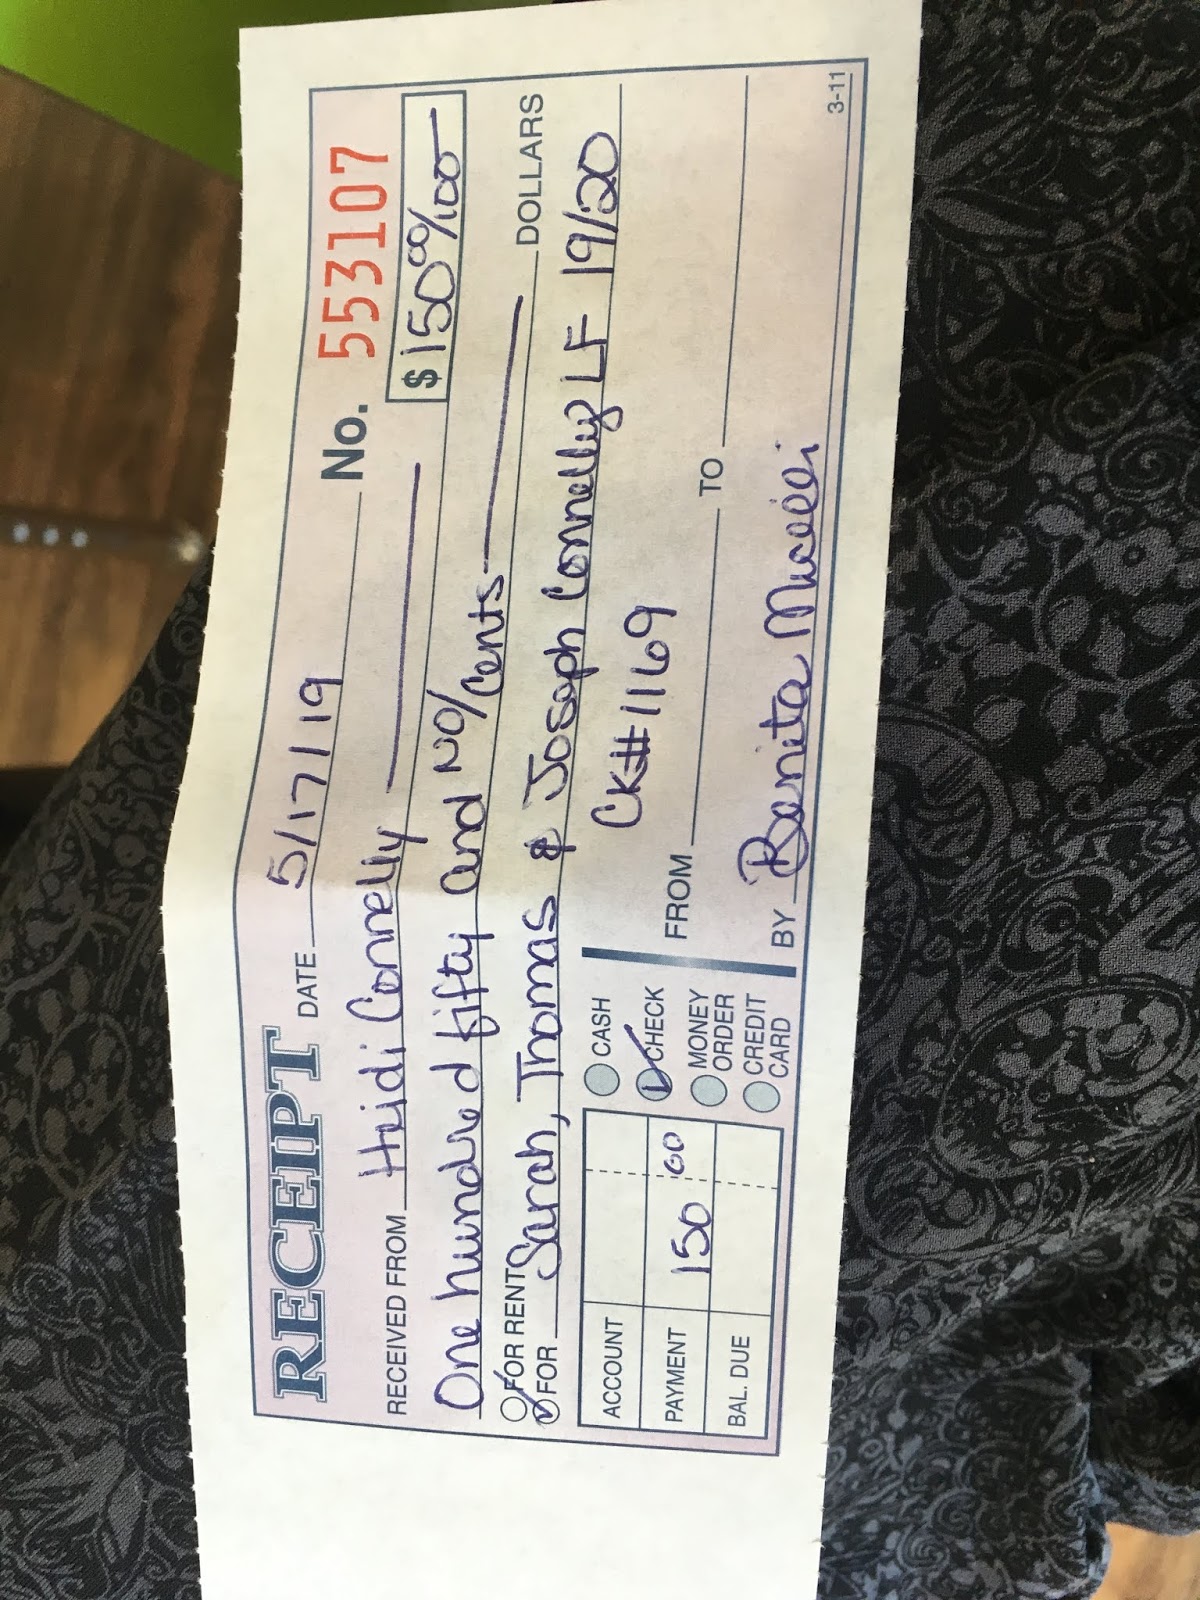 RECEIPT DATE 5/17/19 No. 553107
RECEIVED FROM Heidi Connelly $150 00/100
One hundred fifty and No/cents DOLLARS
FOR RENT
FOR Sarah, Thomas & Joseph Connelly LF 19/20
CK#1169
ACCOUNT CASH
PAYMENT 150 00 CHECK
FROM TO
MONEY ORDER
BAL. DUE CREDIT CARD
BY Benita
3-11